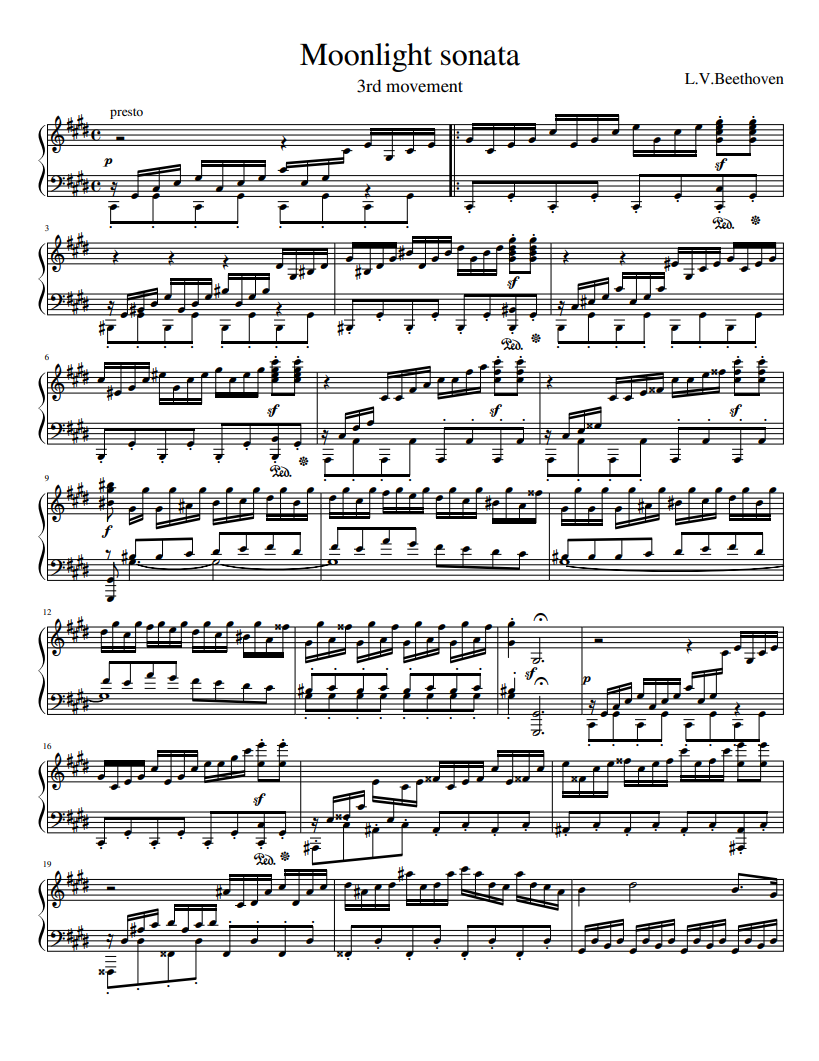 Moonlight sonata
3rd movement
L.V.Beethoven
presto
p
sf
Ped.
3
sf
Ped.
6
sf
sf
sf
Ped.
9
f
12
sf
p
16
sf
Ped.
19